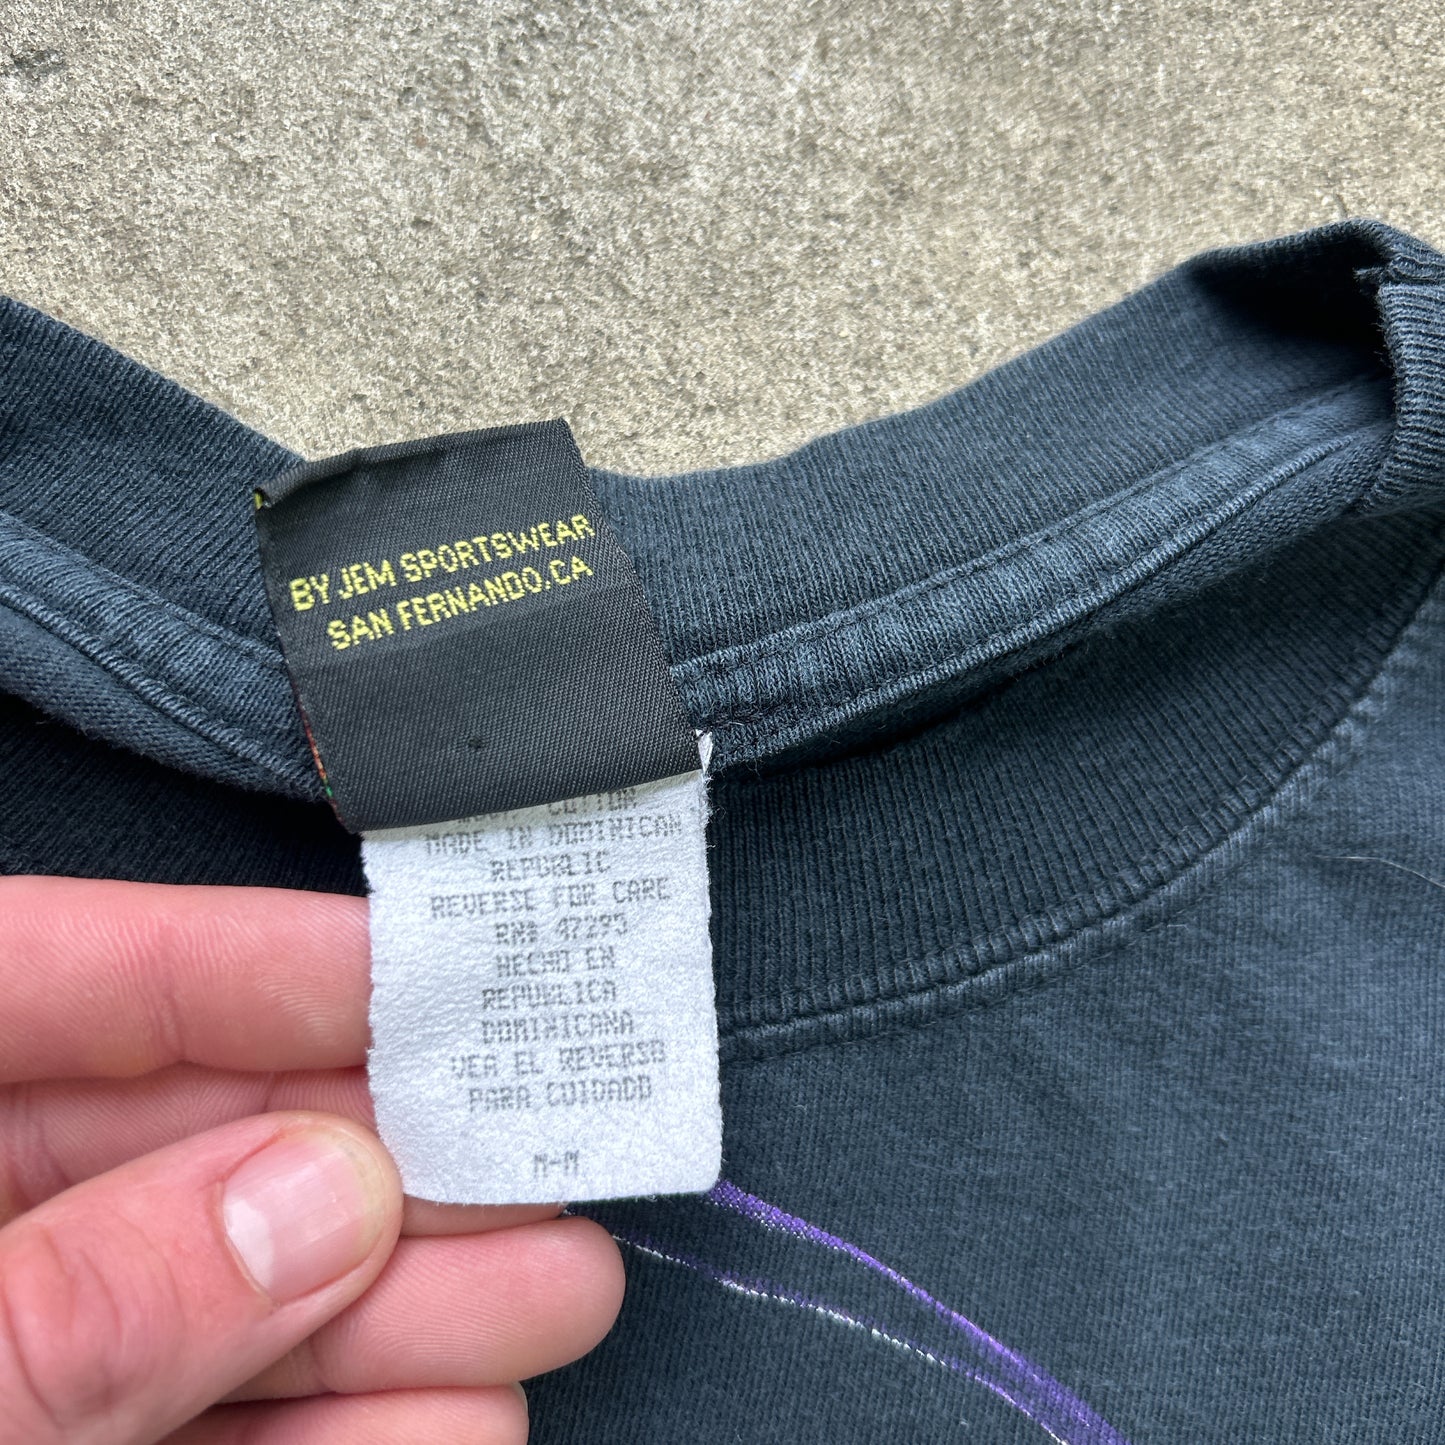 BY JEM SPORTSWEAR
SAN FERNANDO, CA
COTTON
MADE IN DOMINICAN
REPUBLIC
REVERSE FOR CARE
RN# 47293
HECHO EN
REPUBLICA
DOMINICANA
VEA EL REVERSO
PARA CUIDADO
M-M